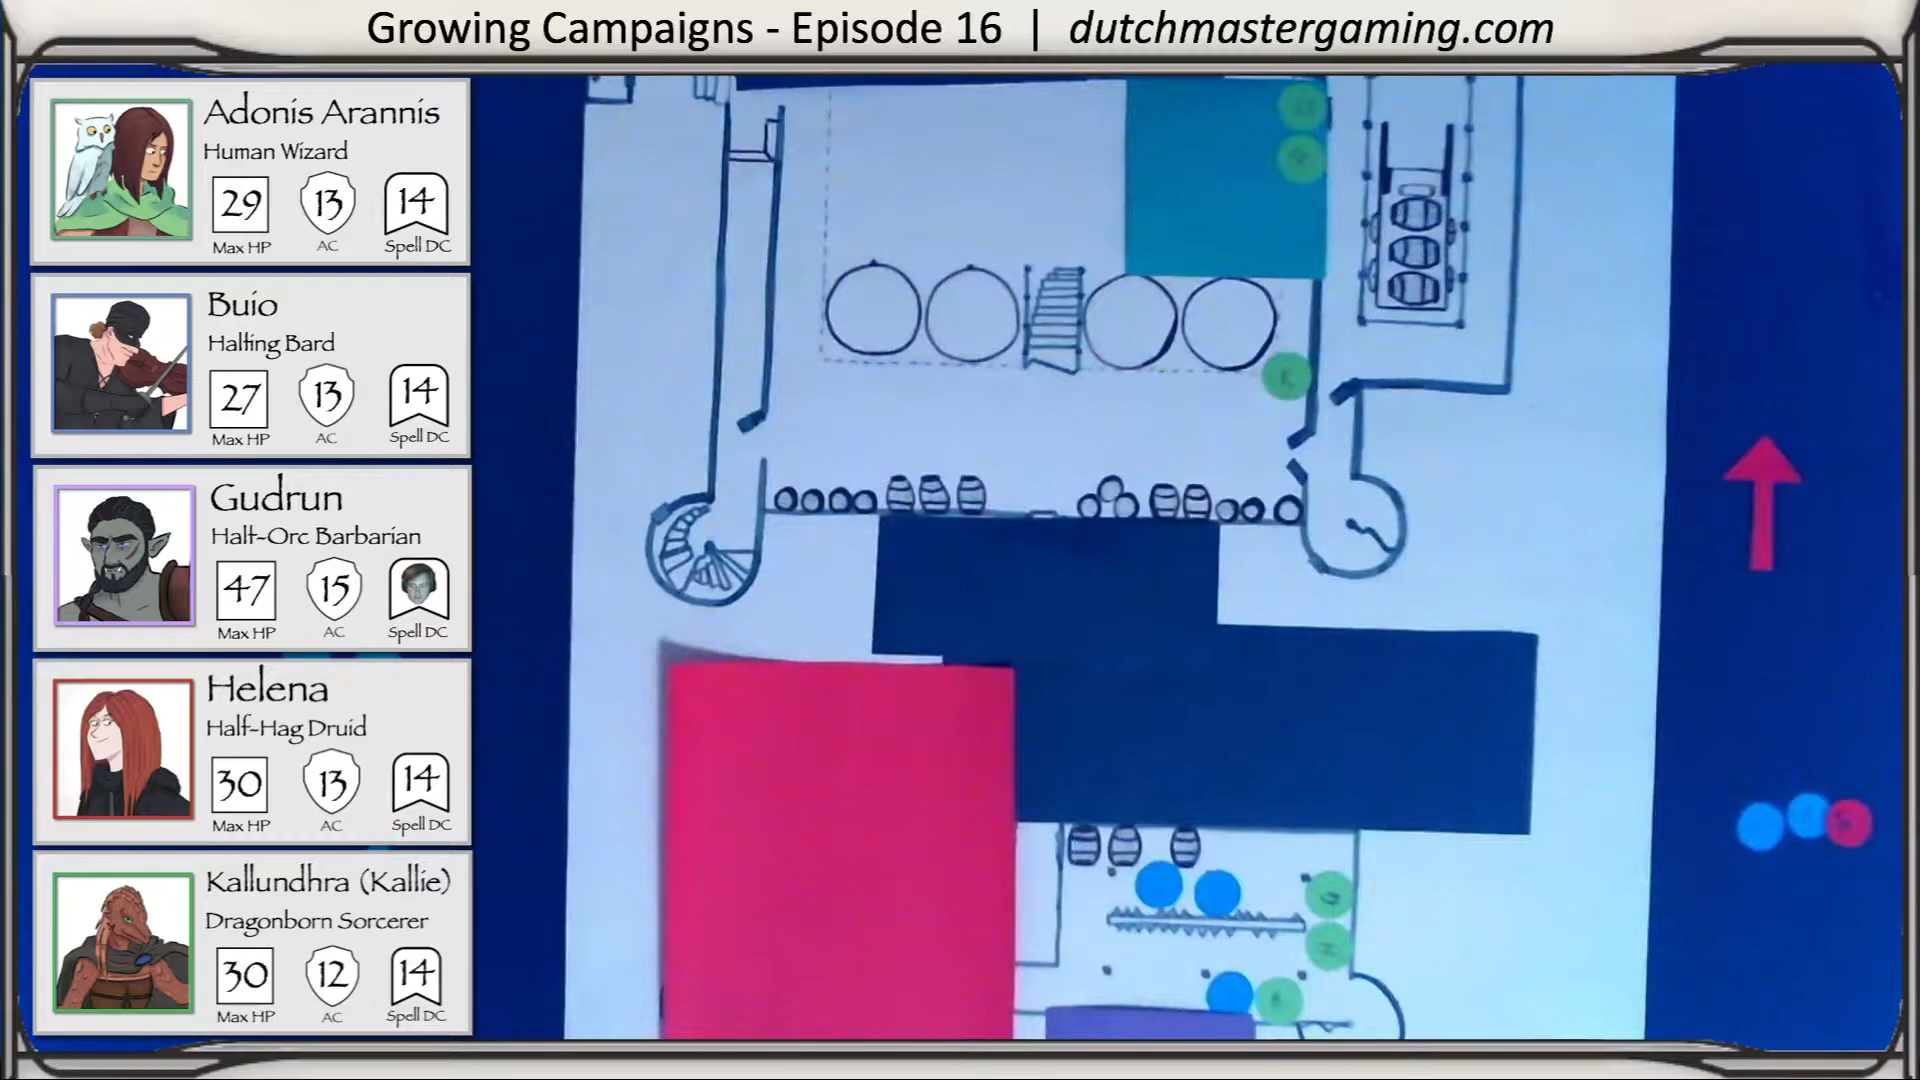 Growing Campaigns - Episode 16 | dutchmastergaming.com
Adonis Arannis
Human Wizard
29 13 14
Max HP AC Spell DC
Buio
Halfling Bard
27 13 14
Max HP AC Spell DC
Gudrun
Half-Orc Barbarian
47 15
Max HP AC Spell DC
Helena
Half-Hag Druid
30 13 14
Max HP AC Spell DC
Kallundhra (Kallie)
Dragonborn Sorcerer
30 12 14
Max HP AC Spell DC
K
G
H